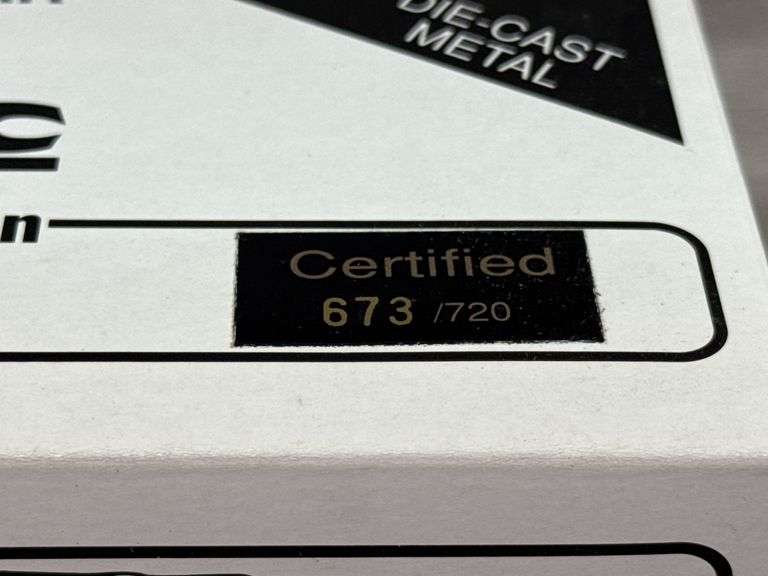 DIE-CAST
METAL
C
n
Certified
673 /720